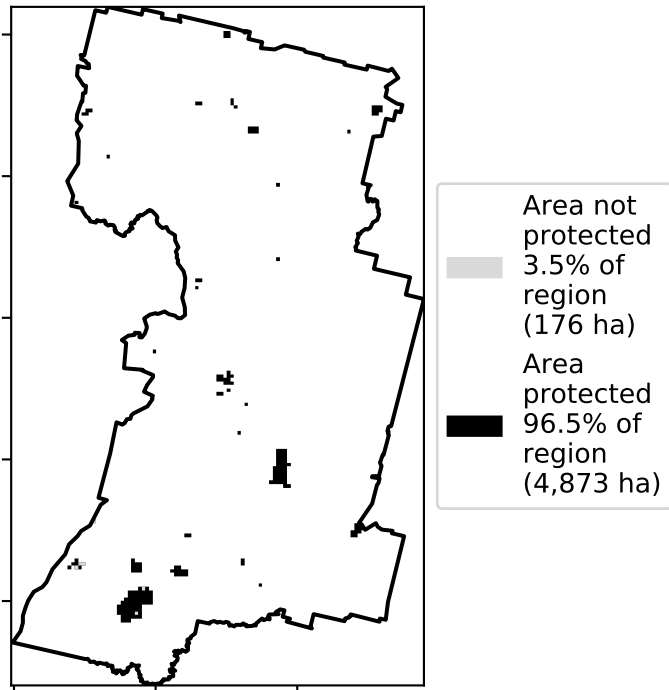 Area not
protected
3.5% of
region
(176 ha)
Area
protected
96.5% of
region
(4,873 ha)